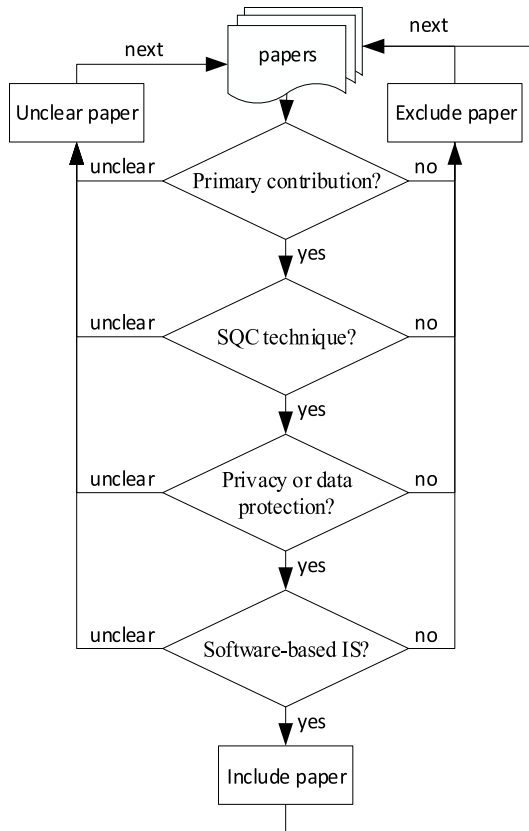 next
next
papers
Unclear paper
Exclude paper
unclear
no
Primary contribution?
yes
unclear
no
SQC technique?
yes
unclear
no
Privacy or data
protection?
yes
unclear
no
Software-based IS?
yes
Include paper